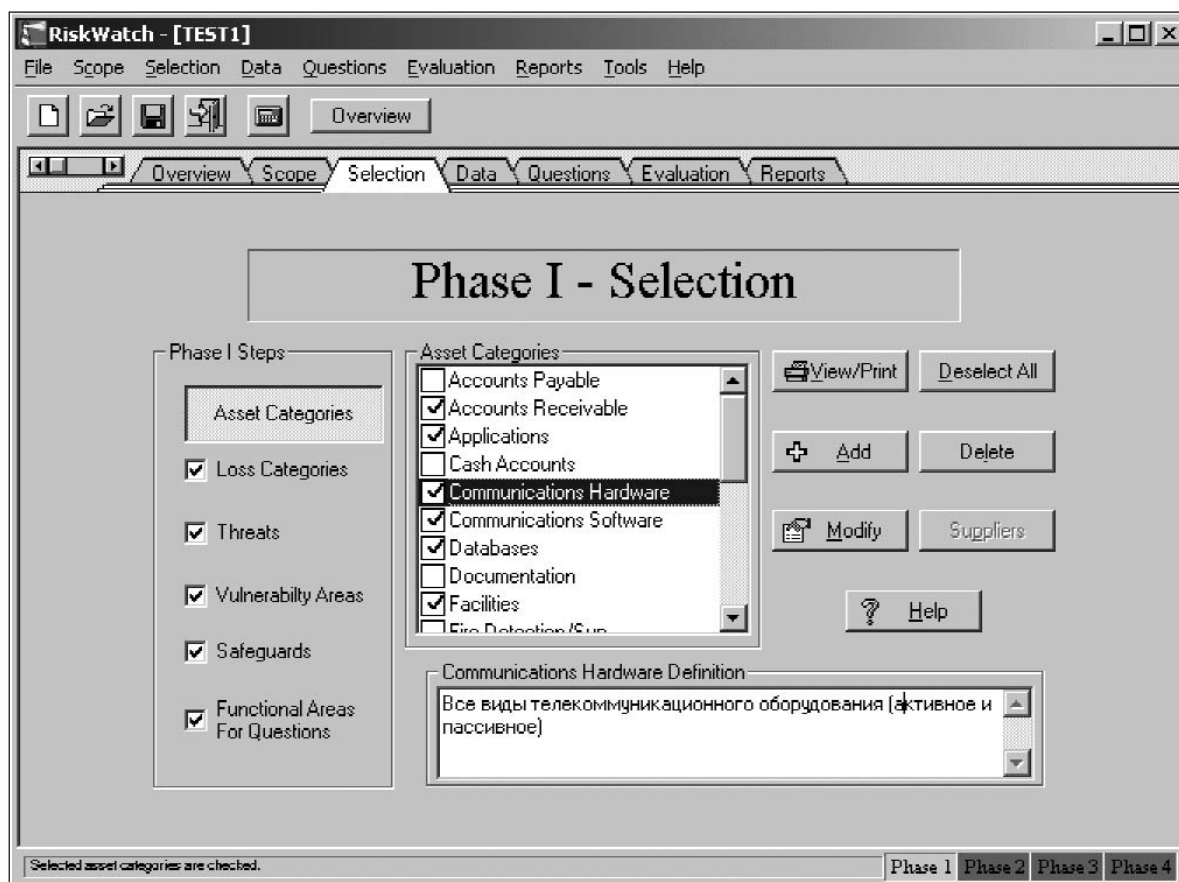 RiskWatch - [TEST1]
File Scope Selection Data Questions Evaluation Reports Tools Help
Overview
Overview Scope Selection Data Questions Evaluation Reports
Phase I - Selection
Phase I Steps
Asset Categories
Loss Categories
Threats
Vulnerabilty Areas
Safeguards
Functional Areas
For Questions
Asset Categories
Accounts Payable
Accounts Receivable
Applications
Cash Accounts
Communications Hardware
Communications Software
Databases
Documentation
Facilities
Fire Detection/Sup
View/Print Deselect All
Add Delete
Modify Suppliers
Help
Communications Hardware Definition
Все виды телекоммуникационного оборудования (активное и
пассивное)
Selected asset categories are checked.
Phase 1 Phase 2 Phase 3 Phase 4